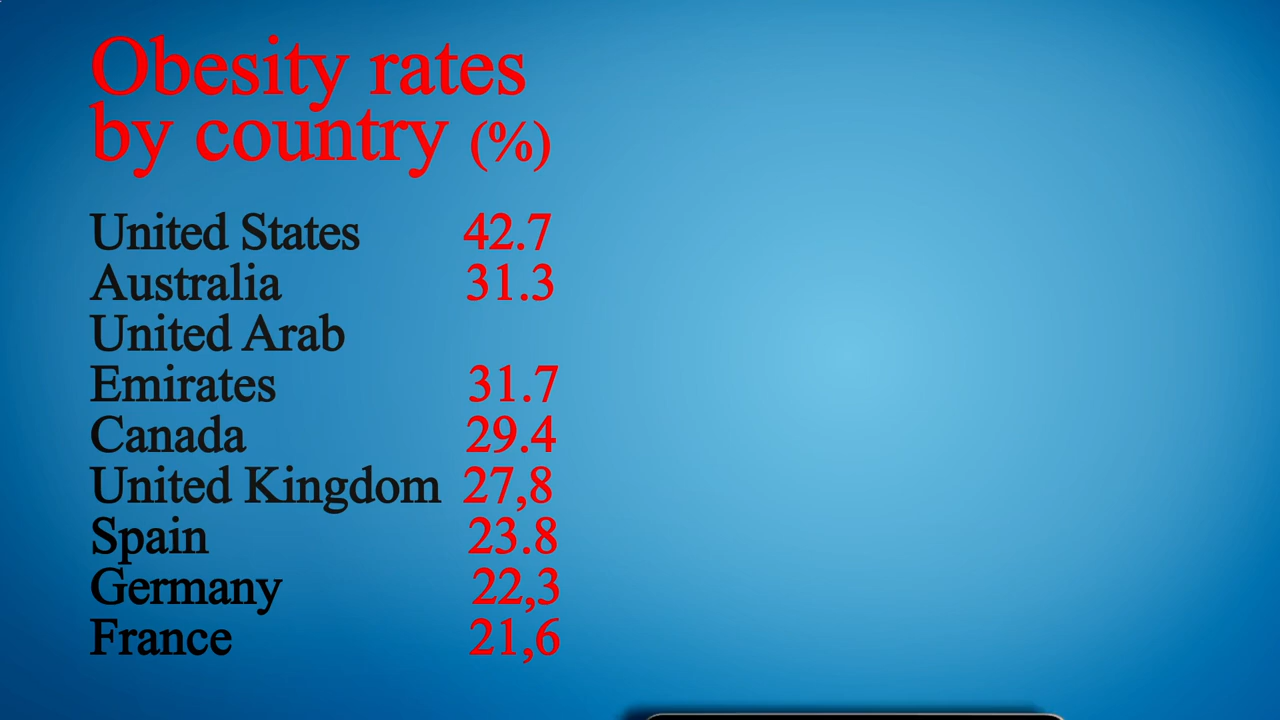 Obesity rates
by country (%)
United States 42.7
Australia 31.3
United Arab
Emirates 31.7
Canada 29.4
United Kingdom 27,8
Spain 23.8
Germany 22,3
France 21,6